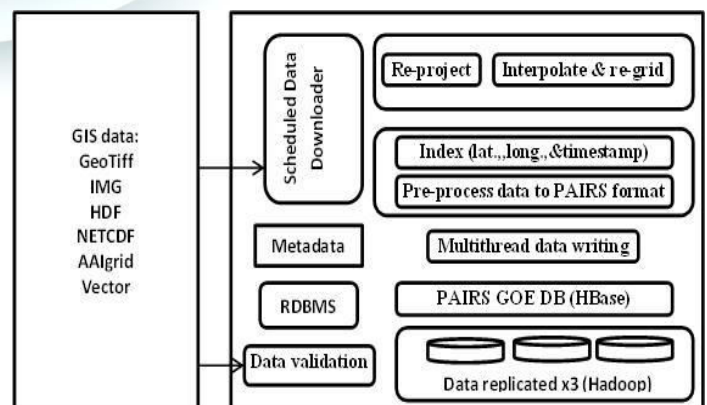 GIS data:
GeoTiff
IMG
HDF
NETCDF
AAIgrid
Vector
Scheduled Data
Downloader
Re-project
Interpolate & re-grid
Index (lat.,,long.,&timestamp)
Pre-process data to PAIRS format
Metadata
Multithread data writing
RDBMS
PAIRS GOE DB (HBase)
Data validation
Data replicated x3 (Hadoop)